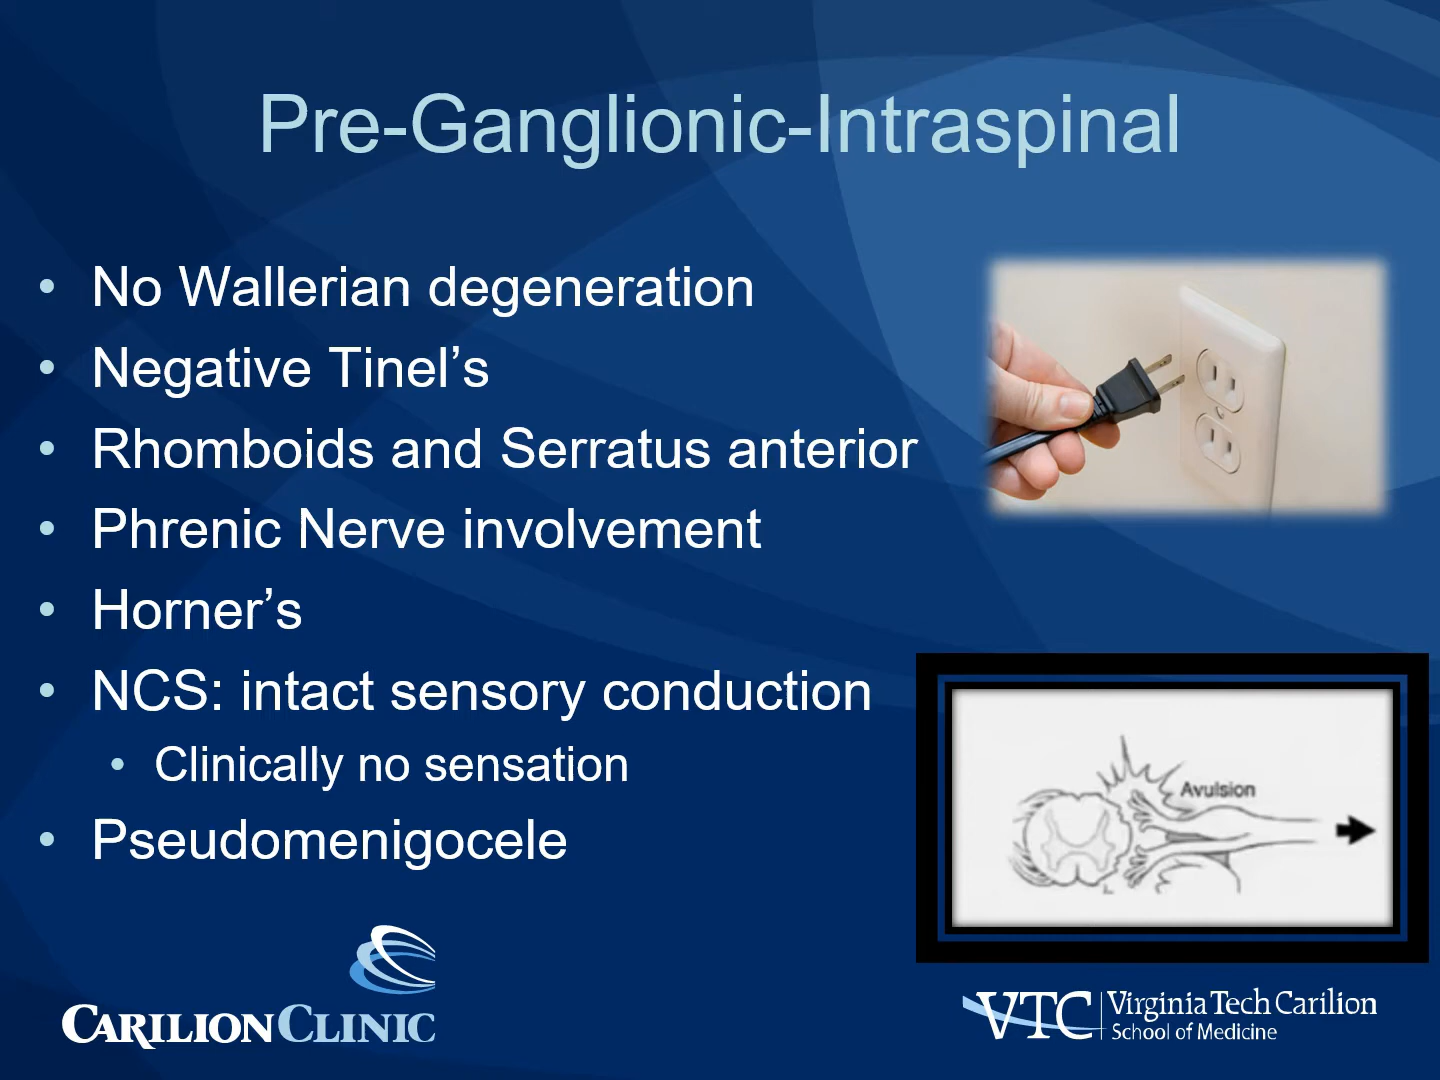 Pre-Ganglionic-Intraspinal
• No Wallerian degeneration
• Negative Tinel’s
• Rhomboids and Serratus anterior
• Phrenic Nerve involvement
• Horner’s
• NCS: intact sensory conduction
• Clinically no sensation
• Pseudomenigocele
Avulsion
CARILION CLINIC
VTC Virginia Tech Carilion
School of Medicine